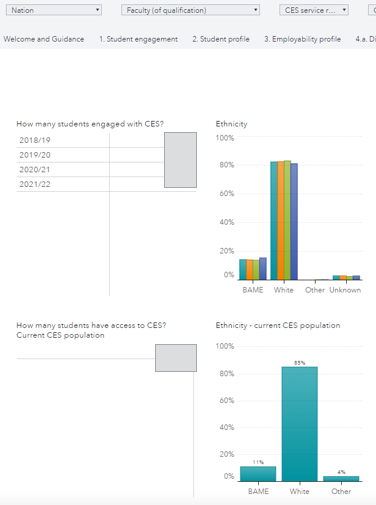 Nation
Faculty (of qualification)
CES service r...
Welcome and Guidance
1. Student engagement
2. Student profile
3. Employability profile
4.a. Di
How many students engaged with CES?
2018/19
2019/20
2020/21
2021/22
Ethnicity
100%
80%
60%
40%
20%
0%
BAME
White
Other
Unknown
How many students have access to CES?
Current CES population
Ethnicity - current CES population
100%
80%
60%
40%
20%
0%
11%
85%
4%
BAME
White
Other